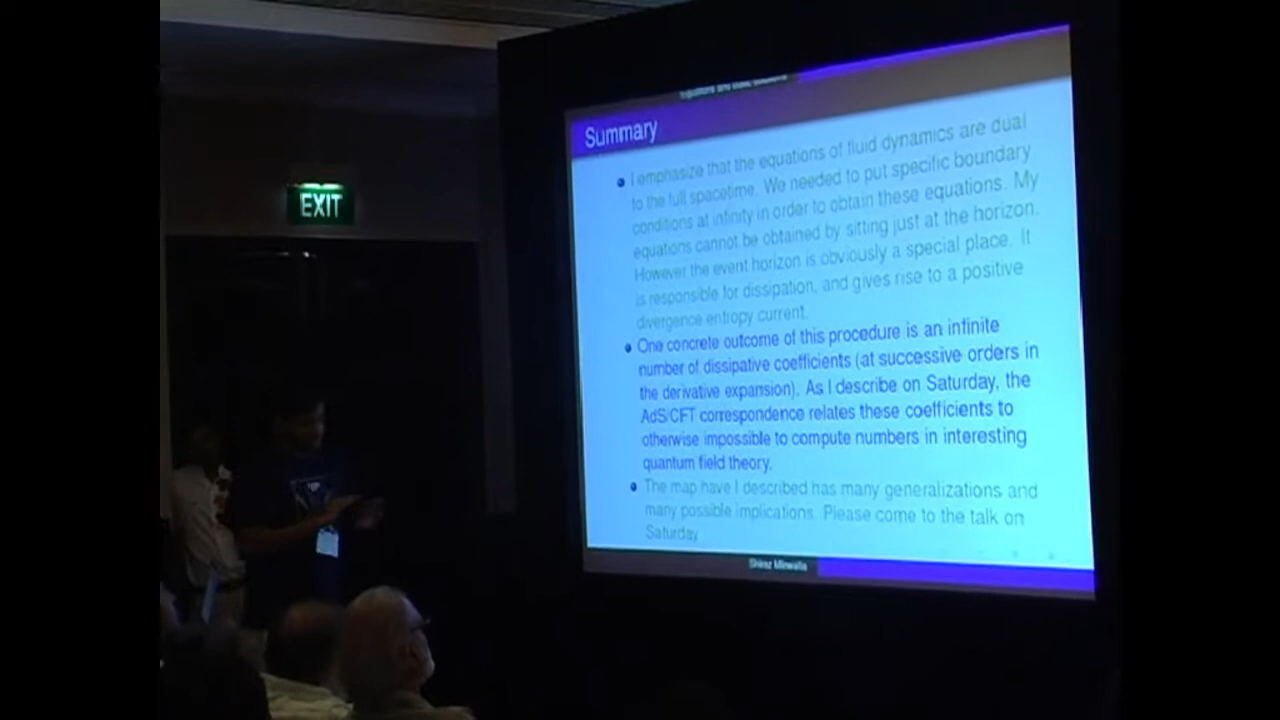 EXIT
Summary
I emphasize that the equations of fluid dynamics are dual
to the full spacetime. We needed to put specific boundary
conditions at infinity in order to obtain these equations. My
equations cannot be obtained by sitting just at the horizon.
However the event horizon is obviously a special place. It
is responsible for dissipation, and gives rise to a positive
divergence entropy current.
One concrete outcome of this procedure is an infinite
number of dissipative coefficients (at successive orders in
the derivative expansion). As I describe on Saturday, the
AdS/CFT correspondence relates these coefficients to
otherwise impossible to compute numbers in interesting
quantum field theory.
The map have I described has many generalizations and
many possible implications. Please come to the talk on
Saturday
Shiraz Minwalla